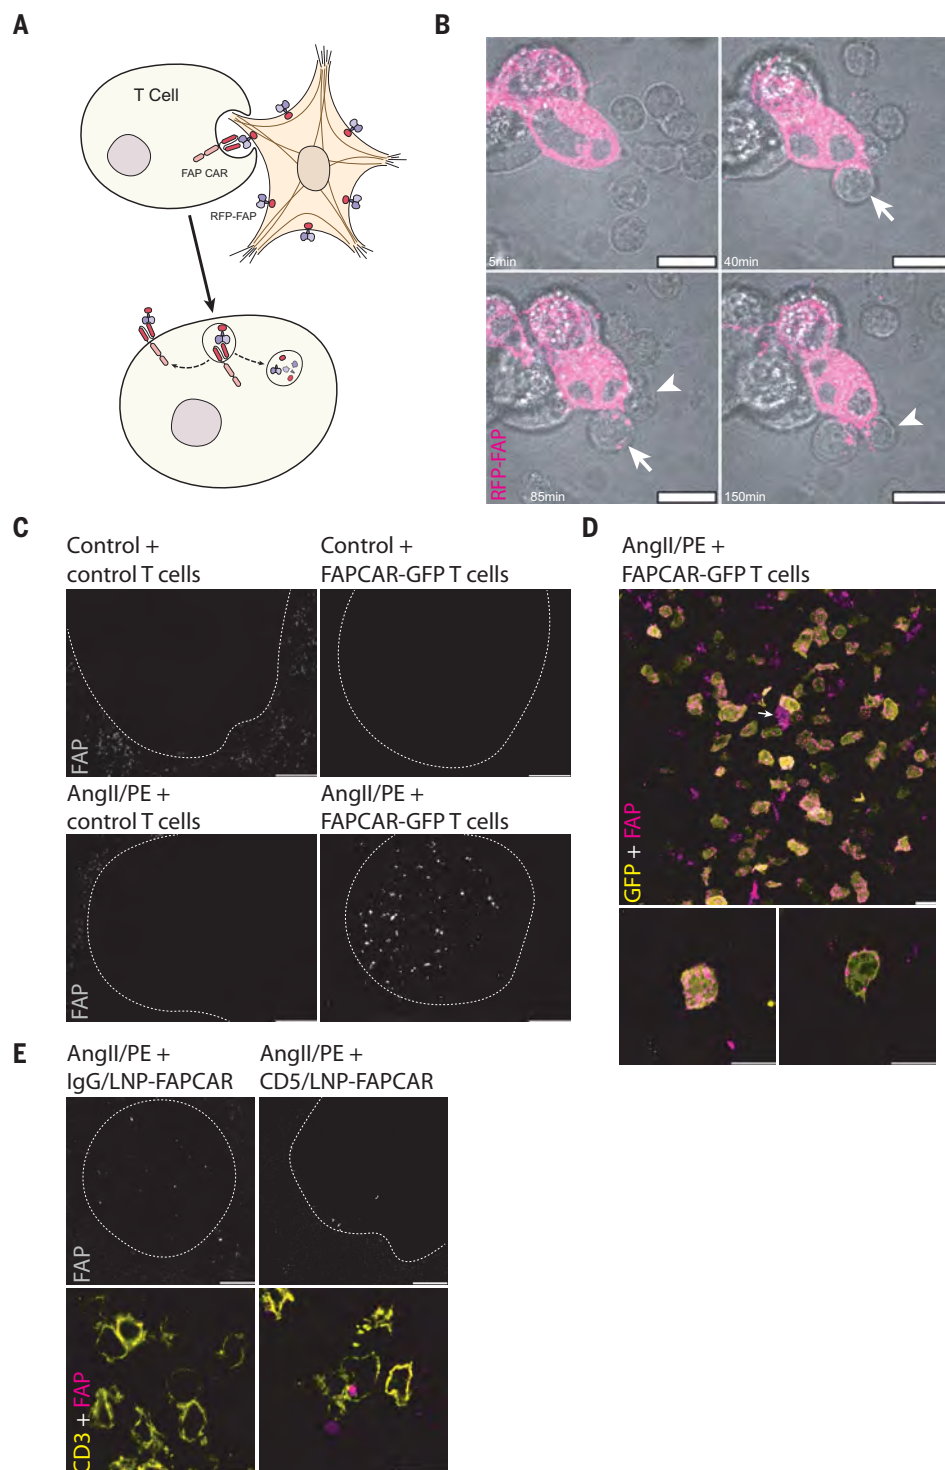 A
T Cell
FAP CAR
RFP-FAP
B
5min
40min
85min
150min
RFP-FAP
C
Control +
control T cells
Control +
FAPCAR-GFP T cells
FAP
AngII/PE +
control T cells
AngII/PE +
FAPCAR-GFP T cells
FAP
D
AngII/PE +
FAPCAR-GFP T cells
GFP + FAP
E
AngII/PE +
IgG/LNP-FAPCAR
AngII/PE +
CD5/LNP-FAPCAR
FAP
CD3 + FAP